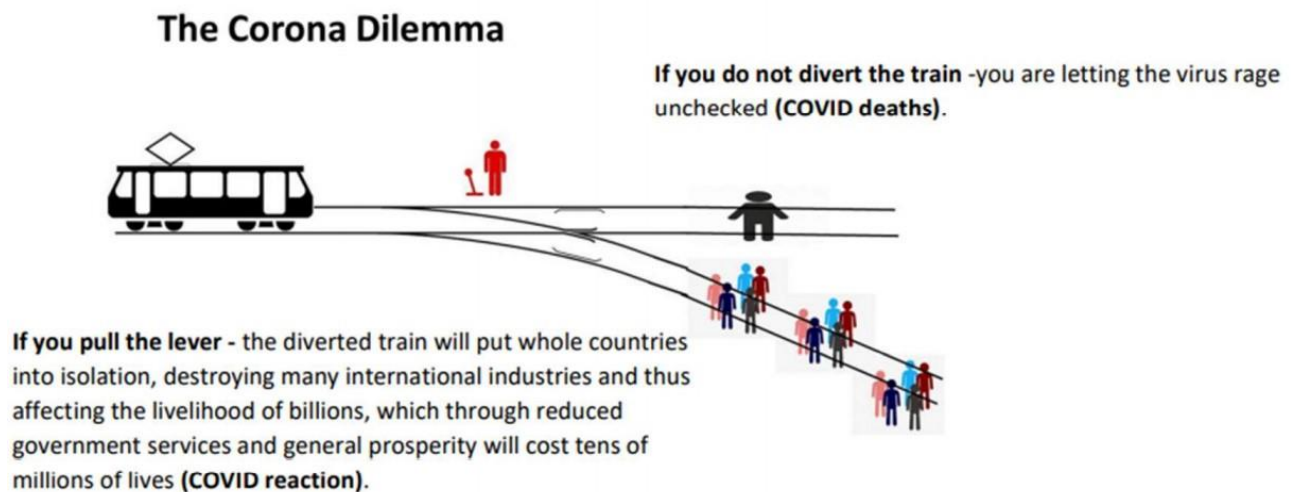 The Corona Dilemma
If you do not divert the train -you are letting the virus rage
unchecked (COVID deaths).
If you pull the lever - the diverted train will put whole countries
into isolation, destroying many international industries and thus
affecting the livelihood of billions, which through reduced
government services and general prosperity will cost tens of
millions of lives (COVID reaction).